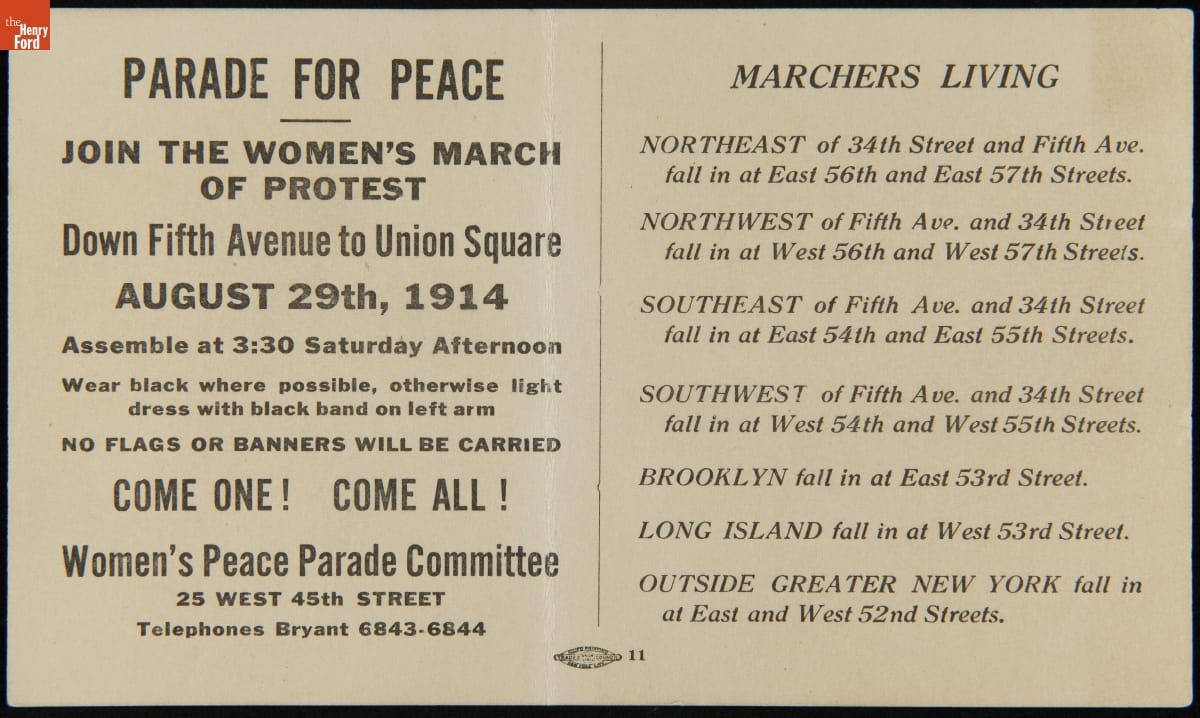 the
Henry
Ford
PARADE FOR PEACE
JOIN THE WOMEN'S MARCH
OF PROTEST
Down Fifth Avenue to Union Square
AUGUST 29th, 1914
Assemble at 3:30 Saturday Afternoon
Wear black where possible, otherwise light
dress with black band on left arm
NO FLAGS OR BANNERS WILL BE CARRIED
COME ONE! COME ALL!
Women's Peace Parade Committee
25 WEST 45th STREET
Telephones Bryant 6843-6844
MARCHERS LIVING
NORTHEAST of 34th Street and Fifth Ave.
fall in at East 56th and East 57th Streets.
NORTHWEST of Fifth Ave. and 34th Street
fall in at West 56th and West 57th Streets.
SOUTHEAST of Fifth Ave. and 34th Street
fall in at East 54th and East 55th Streets.
SOUTHWEST of Fifth Ave. and 34th Street
fall in at West 54th and West 55th Streets.
BROOKLYN fall in at East 53rd Street.
LONG ISLAND fall in at West 53rd Street.
OUTSIDE GREATER NEW YORK fall in
at East and West 52nd Streets.
TRADES COUNCIL
11